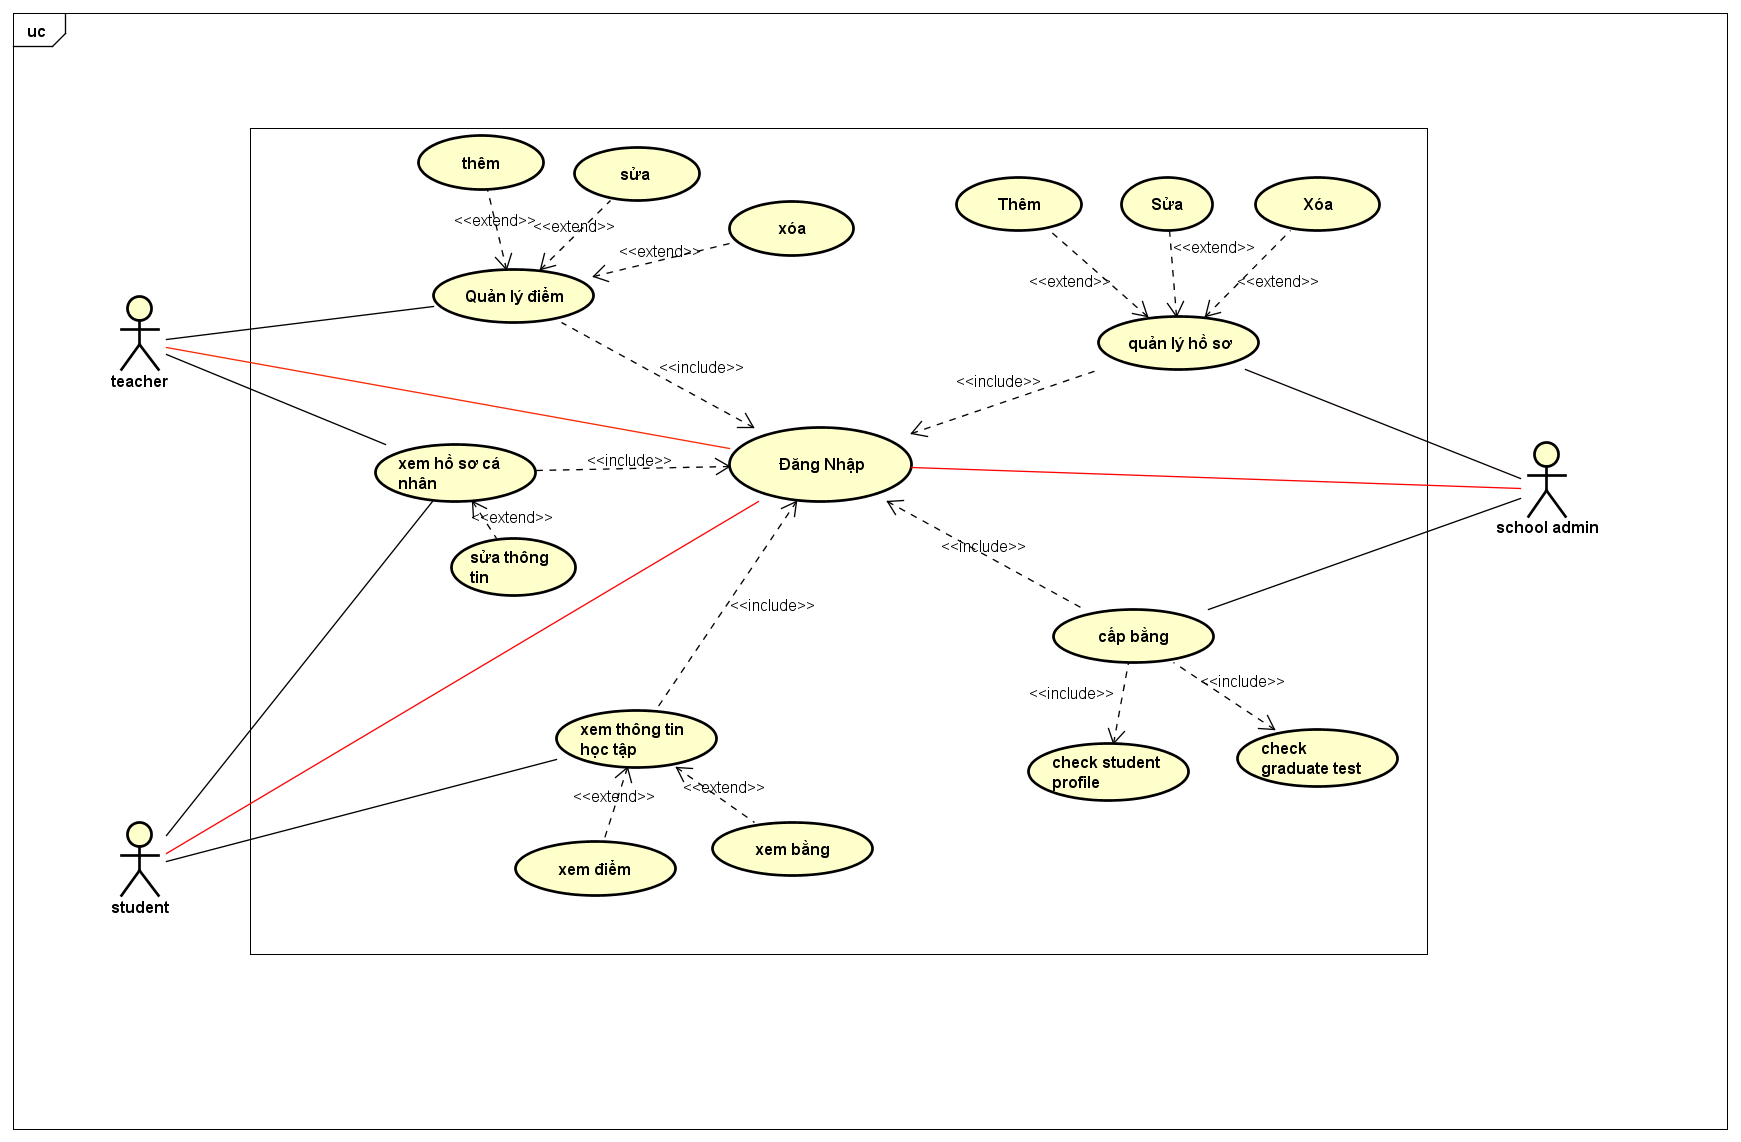 uc
thêm
sửa
xóa
<<extend>>
<<extend>>
<<extend>>
Quản lý điểm
Thêm
Sửa
Xóa
<<extend>>
<<extend>>
<<extend>>
quản lý hồ sơ
teacher
<<include>>
<<include>>
Đăng Nhập
xem hồ sơ cá
nhân
<<include>>
<<extend>>
sửa thông
tin
school admin
<<include>>
<<include>>
cấp bằng
<<include>>
<<include>>
check student
profile
check
graduate test
xem thông tin
học tập
<<extend>>
<<extend>>
xem điểm
xem bằng
student